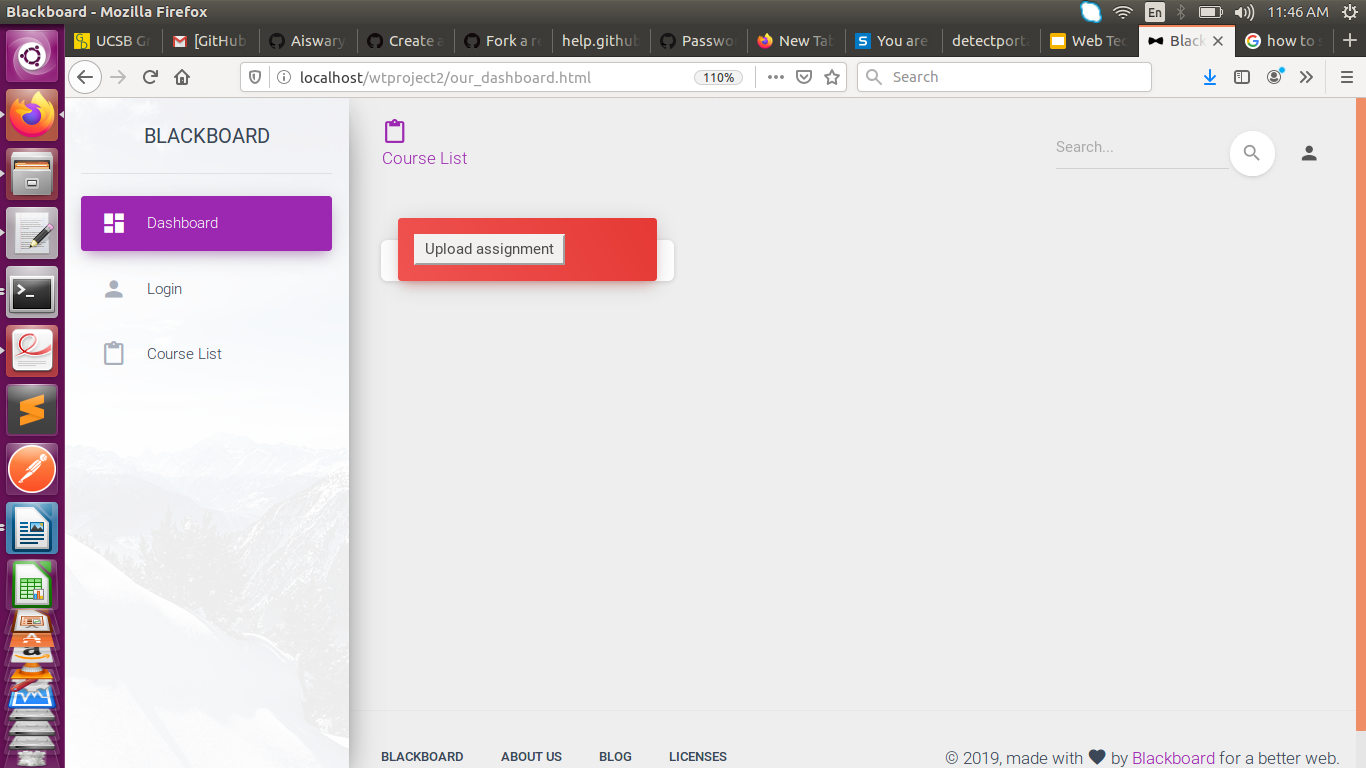 Blackboard - Mozilla Firefox
En
11:46 AM
UCSB Gr
[GitHub
Aiswary
Create a
Fork a re
help.github
Passwo
New Tab
You are
detectport
Web Tec
Black
how to s
localhost/wtproject2/our_dashboard.html
110%
Search
BLACKBOARD
Course List
Search...
Dashboard
Upload assignment
Login
Course List
BLACKBOARD ABOUT US BLOG LICENSES
© 2019, made with by Blackboard for a better web.